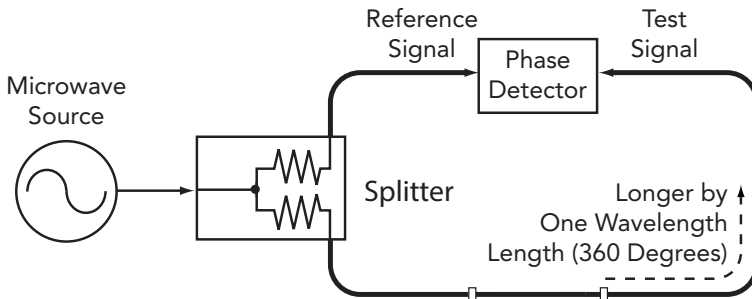 Reference
Signal
Phase
Detector
Test
Signal
Microwave
Source
Splitter
Longer by
One Wavelength
Length (360 Degrees)